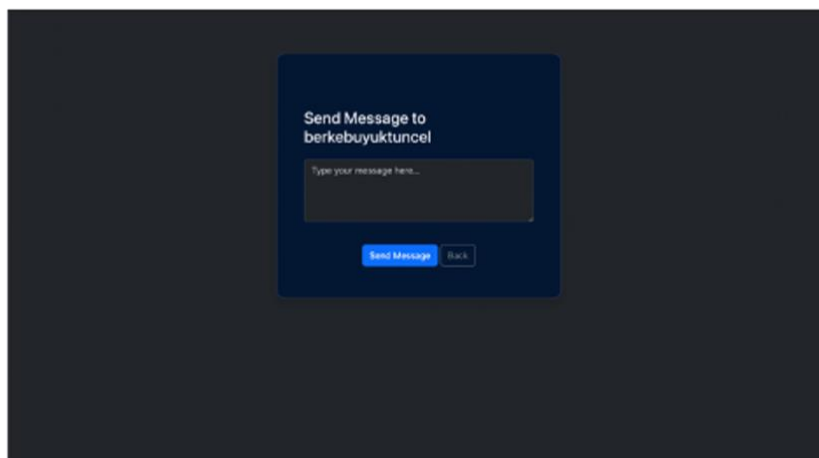 Send Message to
berkebuyuktuncel
Type your message here...
Send Message Back